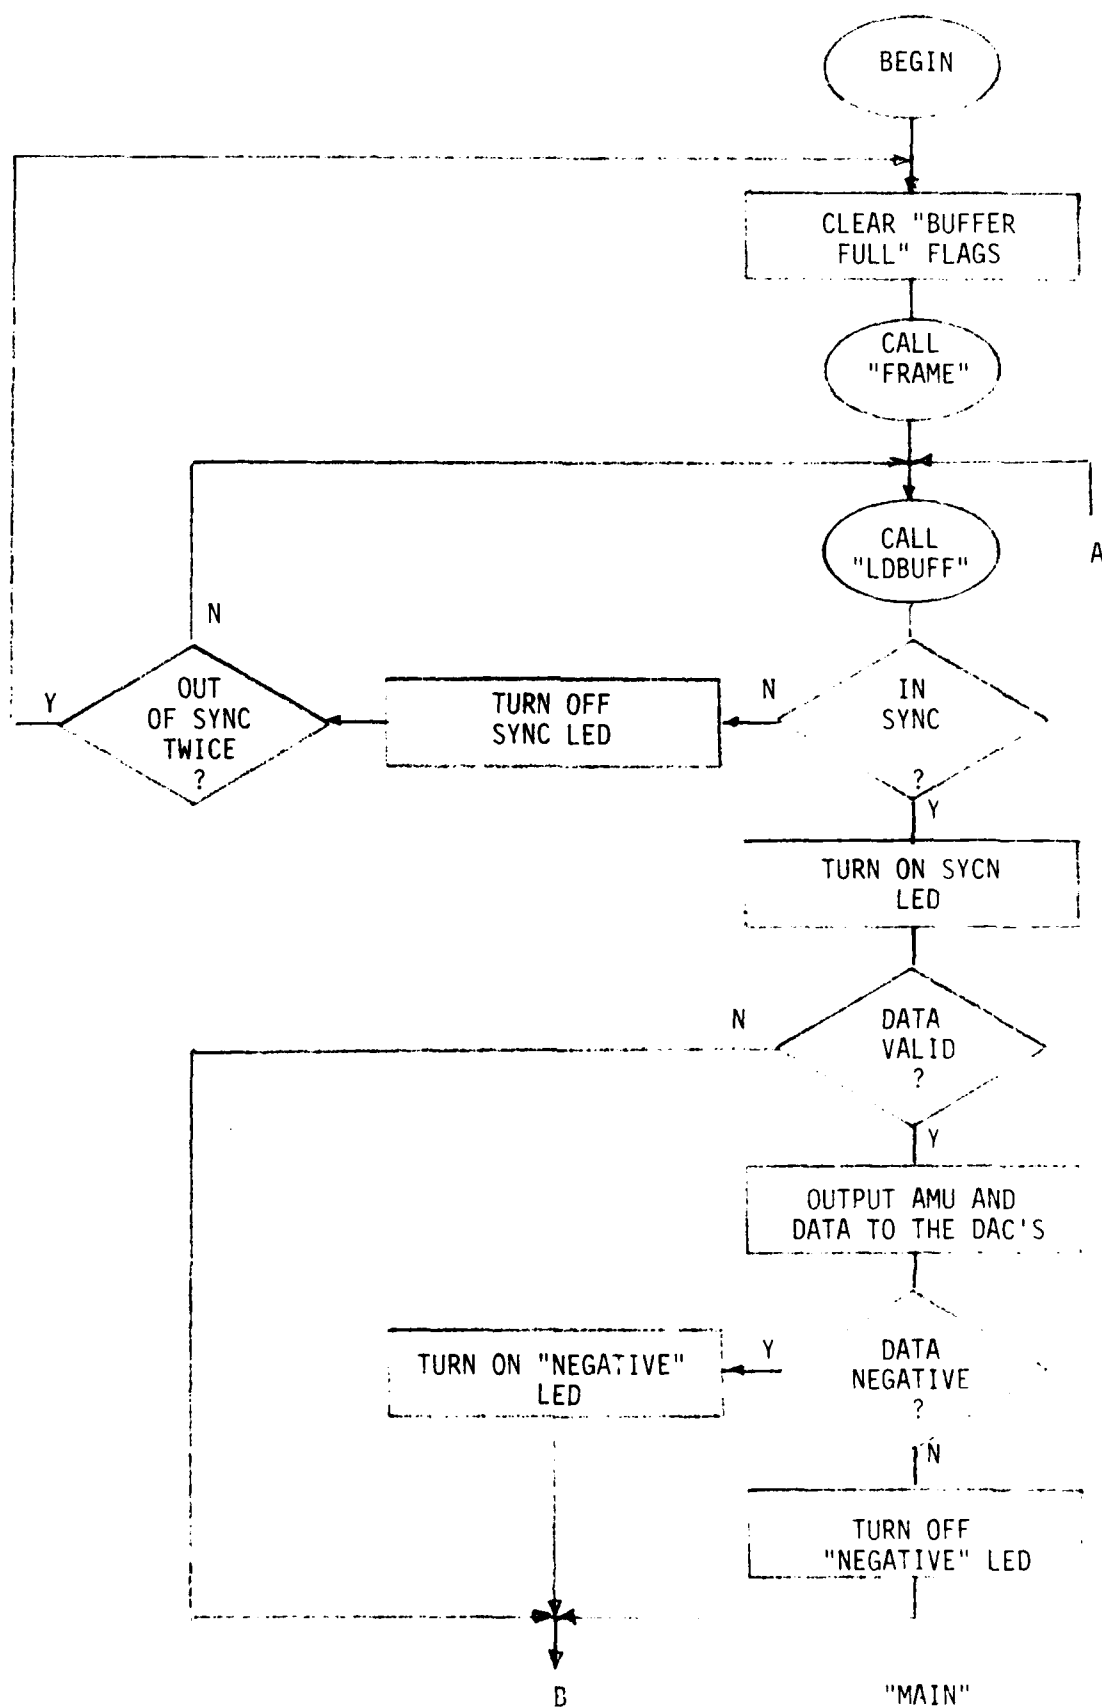 BEGIN
CLEAR "BUFFER
FULL" FLAGS
CALL
"FRAME"
CALL
"LDBUFF"
A
N
Y
OUT
OF SYNC
TWICE
?
TURN OFF
SYNC LED
N
IN
SYNC
?
Y
TURN ON SYCN
LED
N
DATA
VALID
?
Y
OUTPUT AMU AND
DATA TO THE DAC'S
TURN ON "NEGATIVE"
LED
Y
DATA
NEGATIVE
?
N
TURN OFF
"NEGATIVE" LED
B
"MAIN"